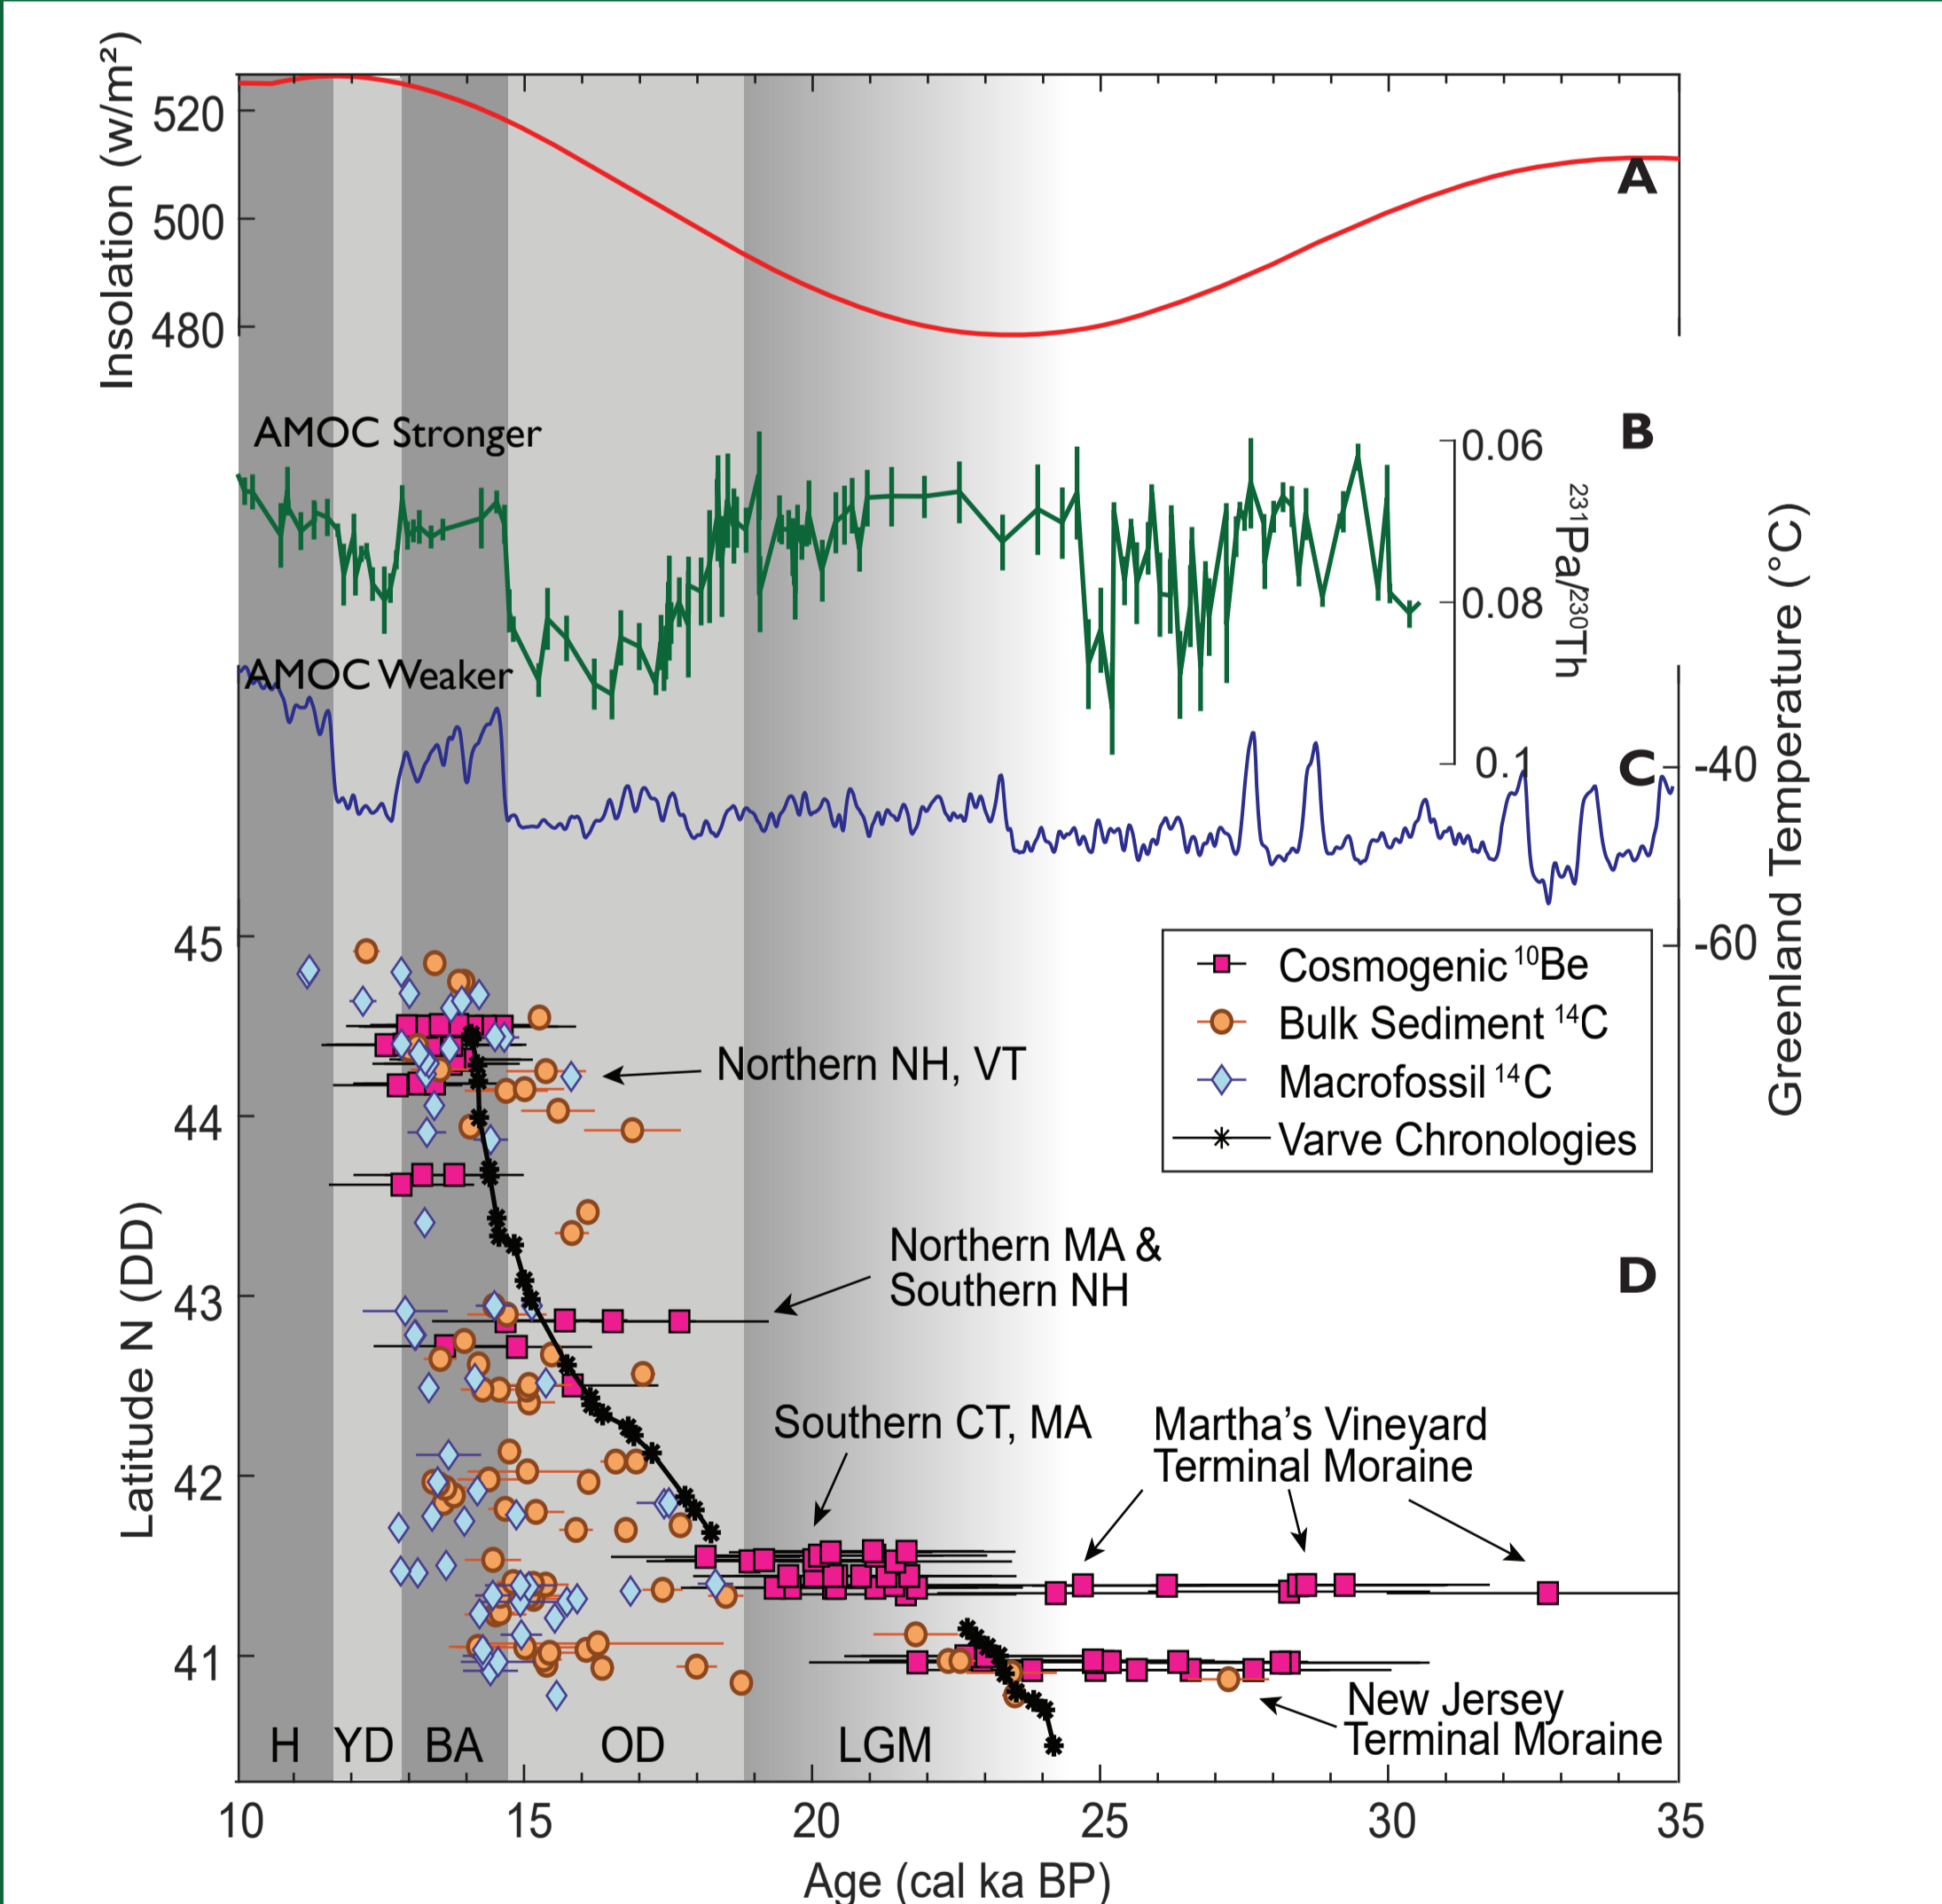 Insolation (w/m²)
520
500
480
A
AMOC Stronger
B
0.06
0.08
0.1
²³¹Pa/²³⁰Th
AMOC Weaker
C
-40
-60
Greenland Temperature (°C)
45
44
43
42
41
Latitude N (DD)
Cosmogenic ¹⁰Be
Bulk Sediment ¹⁴C
Macrofossil ¹⁴C
Varve Chronologies
Northern NH, VT
Northern MA &
Southern NH
D
Southern CT, MA
Martha’s Vineyard
Terminal Moraine
New Jersey
Terminal Moraine
H YD BA OD LGM
10 15 20 25 30 35
Age (cal ka BP)